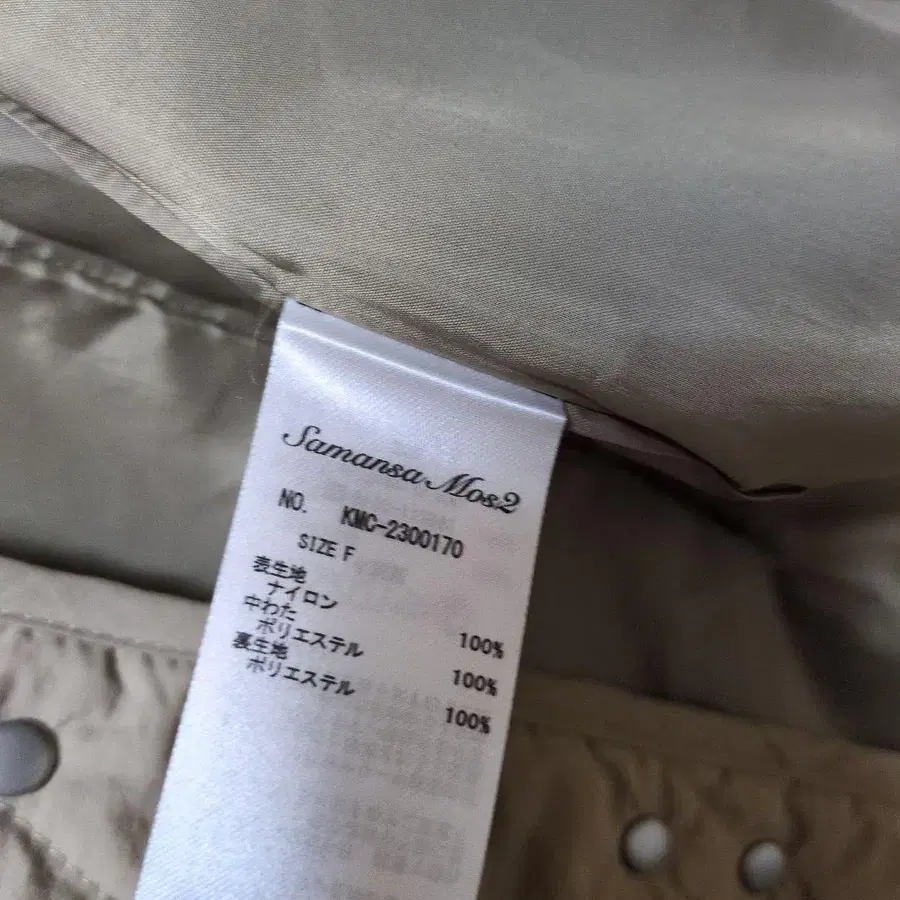 Samansa Mos2
NO. KMC-2300170
SIZE F
表生地
ナイロン 100%
中わた
ポリエステル 100%
裏生地
ポリエステル 100%